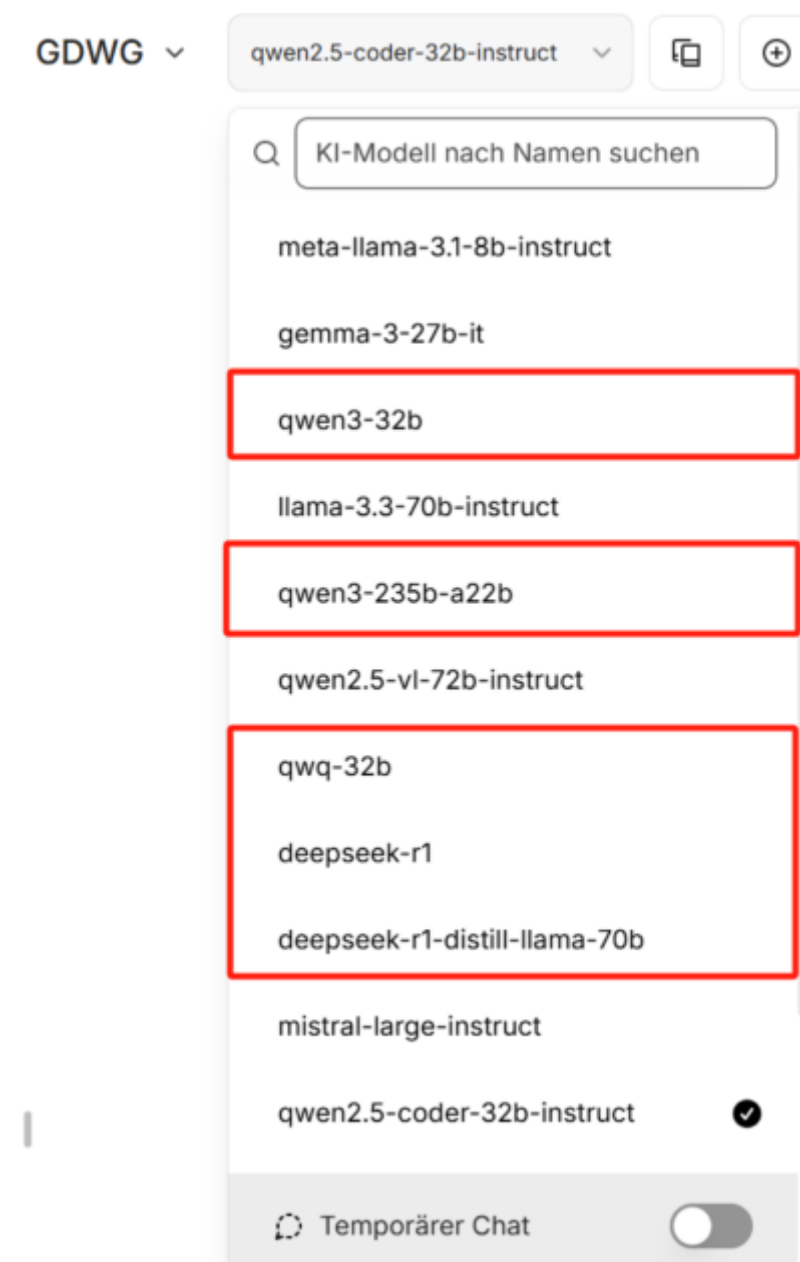 GDWG
qwen2.5-coder-32b-instruct
KI-Modell nach Namen suchen
meta-llama-3.1-8b-instruct
gemma-3-27b-it
qwen3-32b
llama-3.3-70b-instruct
qwen3-235b-a22b
qwen2.5-vl-72b-instruct
qwq-32b
deepseek-r1
deepseek-r1-distill-llama-70b
mistral-large-instruct
qwen2.5-coder-32b-instruct
Temporärer Chat